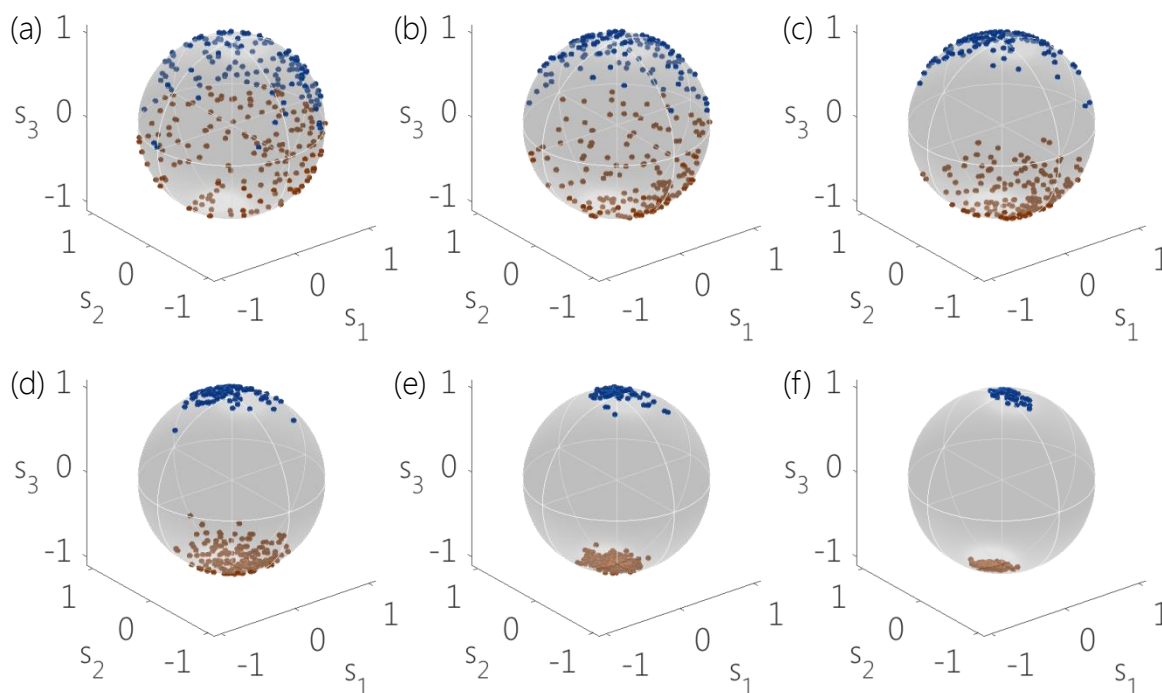 (a) 1 (b) 1 (c) 1
s3 0 s3 0 s3 0
-1 -1 -1
1 1 1 1 1 1
0 0 0 0 0 0
s2 -1 -1 s1 s2 -1 -1 s1 s2 -1 -1 s1
(d) 1 (e) 1 (f) 1
s3 0 s3 0 s3 0
-1 -1 -1
1 1 1 1 1 1
0 0 0 0 0 0
s2 -1 -1 s1 s2 -1 -1 s1 s2 -1 -1 s1